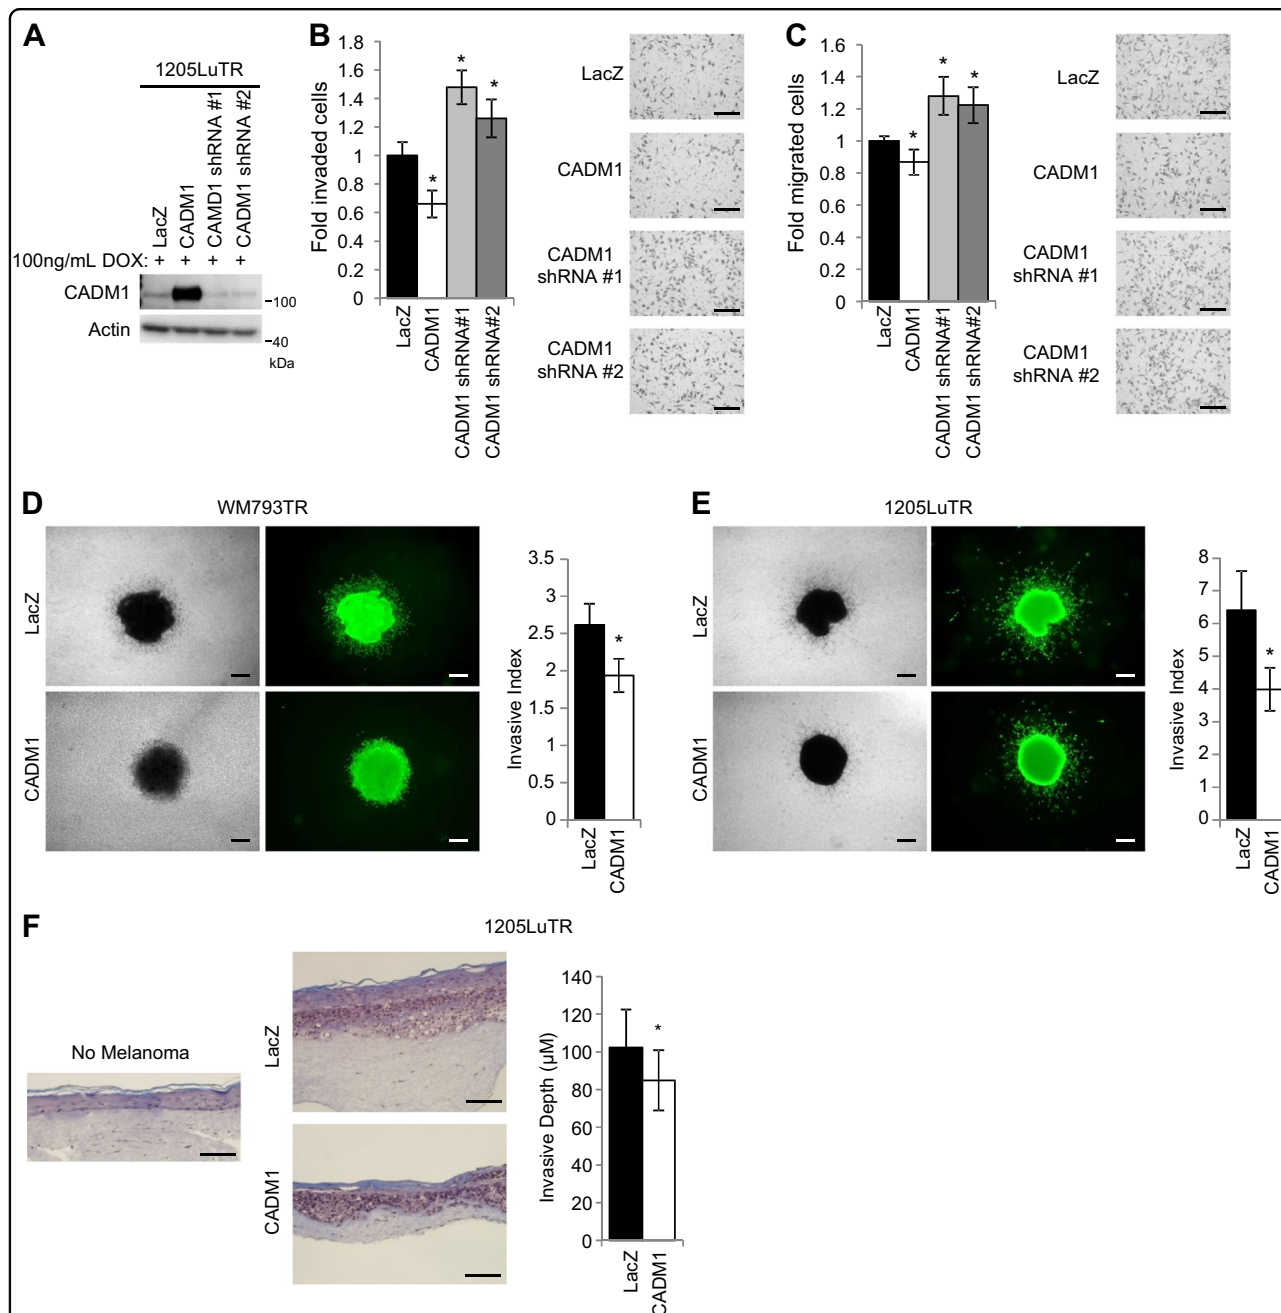 A
1205LuTR
LacZ
CADM1
CAMD1 shRNA #1
CADM1 shRNA #2
100ng/mL DOX: + + + +
CADM1
–100
Actin
–40
kDa
B
Fold invaded cells
1.8
1.6
1.4
1.2
1
0.8
0.6
0.4
0.2
0
*
*
*
LacZ
CADM1
CADM1 shRNA#1
CADM1 shRNA#2
LacZ
CADM1
CADM1
shRNA #1
CADM1
shRNA #2
C
Fold migrated cells
1.6
1.4
1.2
1
0.8
0.6
0.4
0.2
0
*
*
*
LacZ
CADM1
CADM1 shRNA#1
CADM1 shRNA #2
LacZ
CADM1
CADM1
shRNA #1
CADM1
shRNA #2
D
WM793TR
LacZ
CADM1
Invasive Index
3.5
3
2.5
2
1.5
1
0.5
0
*
LacZ
CADM1
E
1205LuTR
LacZ
CADM1
Invasive Index
8
7
6
5
4
3
2
1
0
*
LacZ
CADM1
F
1205LuTR
No Melanoma
LacZ
CADM1
Invasive Depth (µM)
140
120
100
80
60
40
20
0
*
LacZ
CADM1